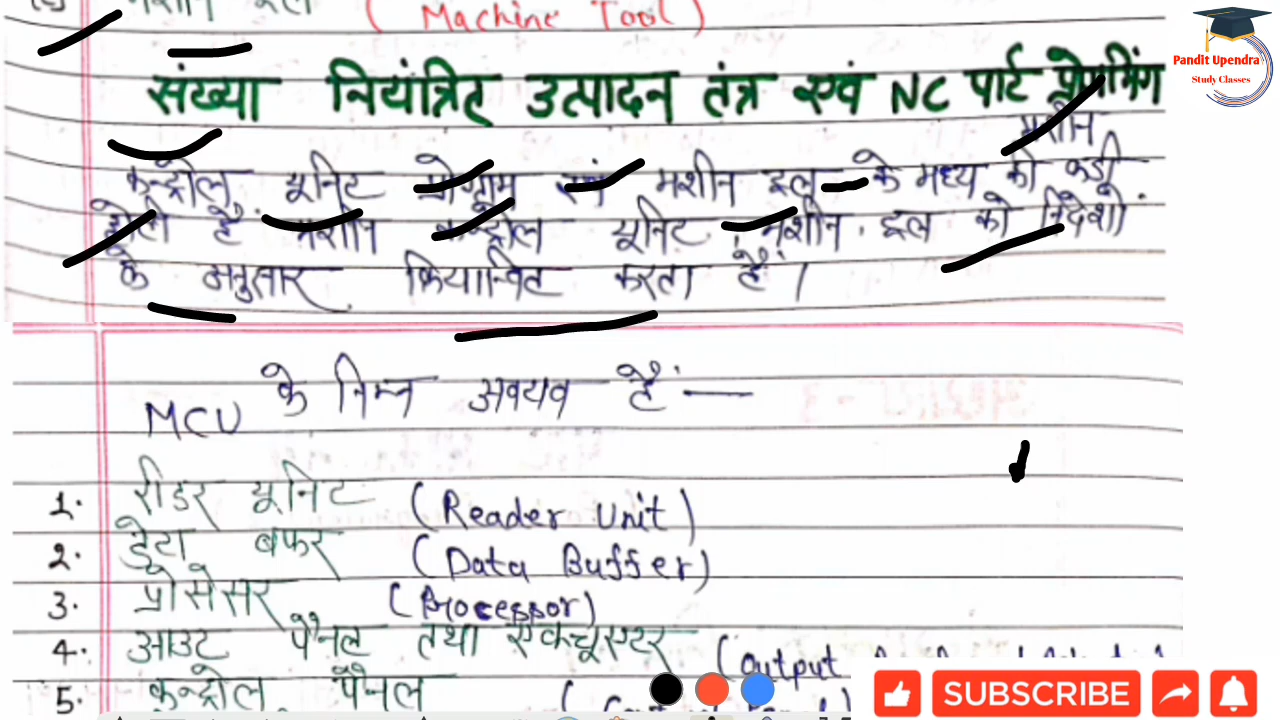 मशीन टूल ( Machine Tool )
Pandit Upendra
Study Classes
संख्या नियंत्रित उत्पादन तंत्र एवं NC पार्ट प्रोग्रामिंग
मशीन
कन्ट्रोल यूनिट प्रोग्राम एवं मशीन टूल के मध्य की कड़ी
होती है मशीन कन्ट्रोल यूनिट, मशीन टूल को निर्देशों
के अनुसार क्रियान्वित करता है।
MCU के निम्न अवयव हैं:—
1. रीडर यूनिट (Reader Unit)
2. डेटा बफर (Data Buffer)
3. प्रोसेसर (Processor)
4. आउट पैनल तथा एक्चूएटर (Output
5. कन्ट्रोल पैनल
SUBSCRIBE